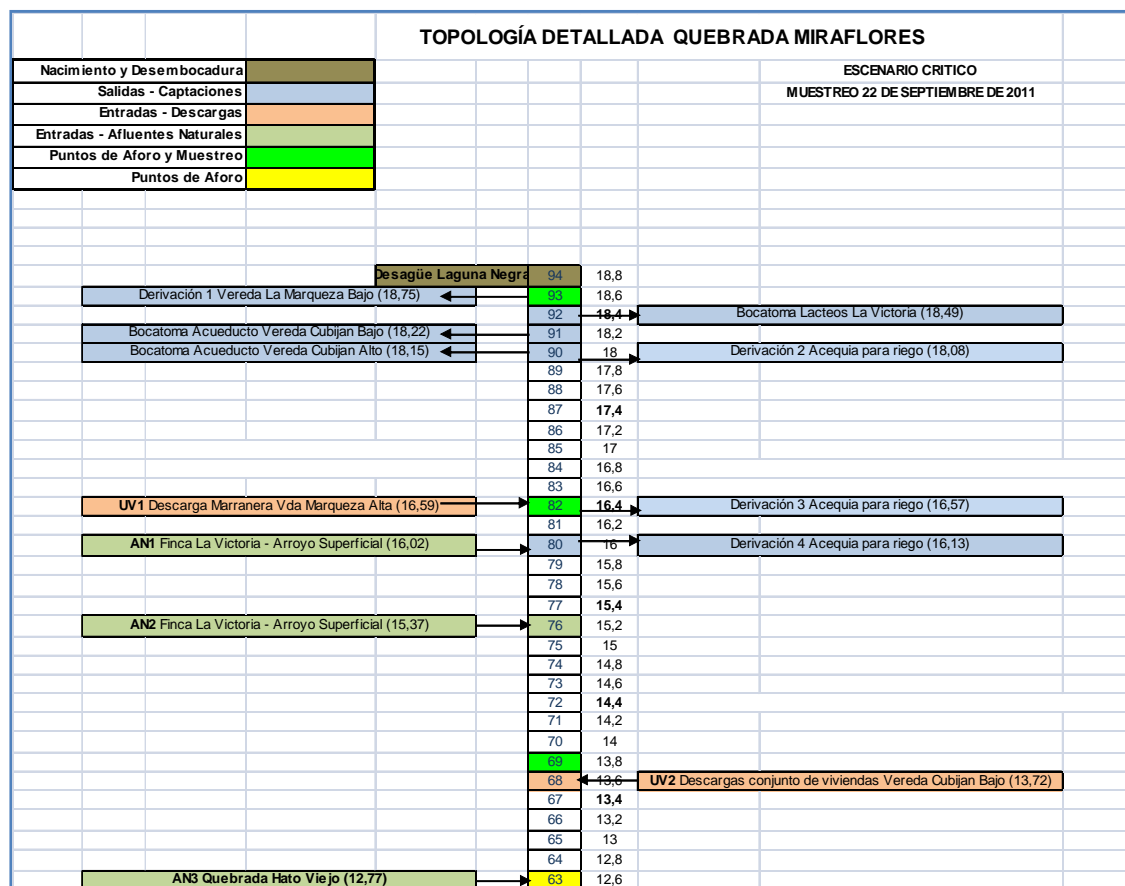 TOPOLOGÍA DETALLADA QUEBRADA MIRAFLORES
Nacimiento y Desembocadura
ESCENARIO CRITICO
Salidas - Captaciones
MUESTREO 22 DE SEPTIEMBRE DE 2011
Entradas - Descargas
Entradas - Afluentes Naturales
Puntos de Aforo y Muestreo
Puntos de Aforo
Desagüe Laguna Negra 94 18,8
Derivación 1 Vereda La Marqueza Bajo (18,75) 93 18,6
92 18,4 Bocatoma Lacteos La Victoria (18,49)
Bocatoma Acueducto Vereda Cubijan Bajo (18,22) 91 18,2
Bocatoma Acueducto Vereda Cubijan Alto (18,15) 90 18 Derivación 2 Acequia para riego (18,08)
89 17,8
88 17,6
87 17,4
86 17,2
85 17
84 16,8
83 16,6
UV1 Descarga Marranera Vda Marqueza Alta (16,59) 82 16,4 Derivación 3 Acequia para riego (16,57)
81 16,2
AN1 Finca La Victoria - Arroyo Superficial (16,02) 80 16 Derivación 4 Acequia para riego (16,13)
79 15,8
78 15,6
77 15,4
AN2 Finca La Victoria - Arroyo Superficial (15,37) 76 15,2
75 15
74 14,8
73 14,6
72 14,4
71 14,2
70 14
69 13,8
68 13,6 UV2 Descargas conjunto de viviendas Vereda Cubijan Bajo (13,72)
67 13,4
66 13,2
65 13
64 12,8
AN3 Quebrada Hato Viejo (12,77) 63 12,6